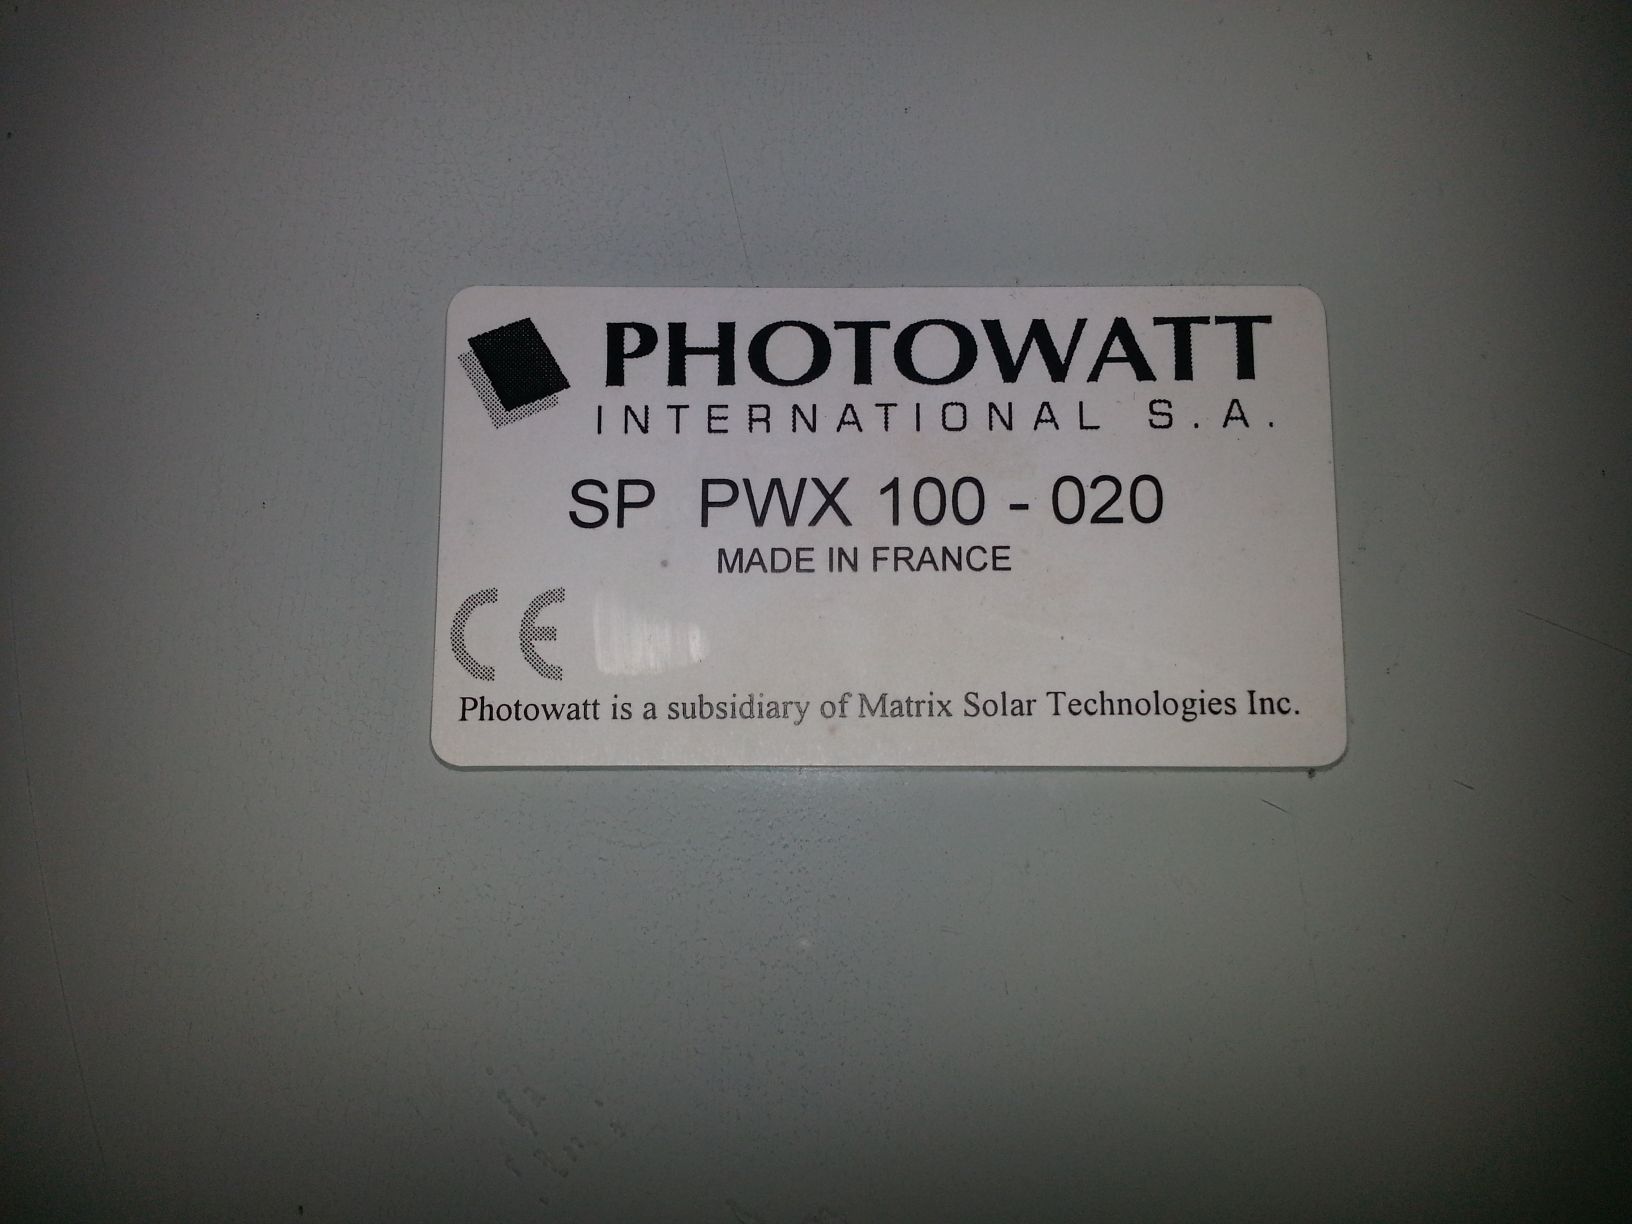 PHOTOWATT
INTERNATIONAL S.A.
SP PWX 100 - 020
MADE IN FRANCE
CE
Photowatt is a subsidiary of Matrix Solar Technologies Inc.